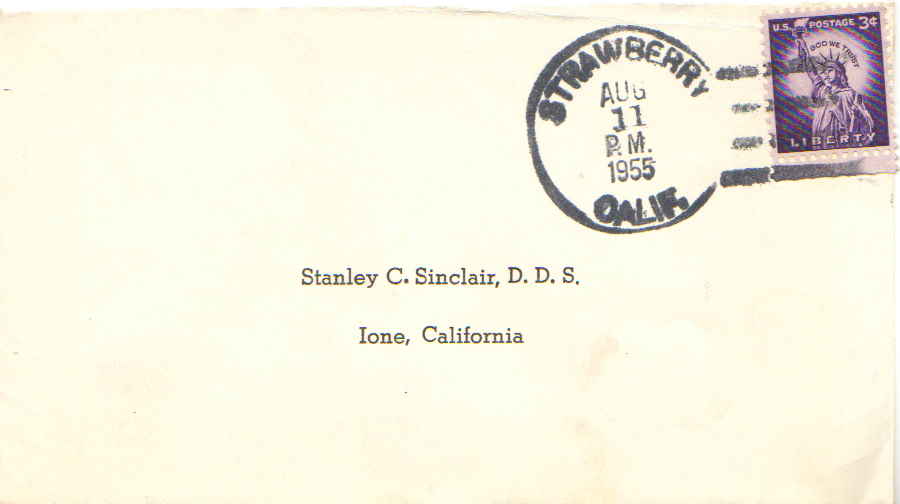 STRAWBERRY
AUG
11
P.M.
1955
CALIF.
U.S. POSTAGE 3¢
IN GOD WE TRUST
LIBERTY
Stanley C. Sinclair, D. D. S.
Ione, California